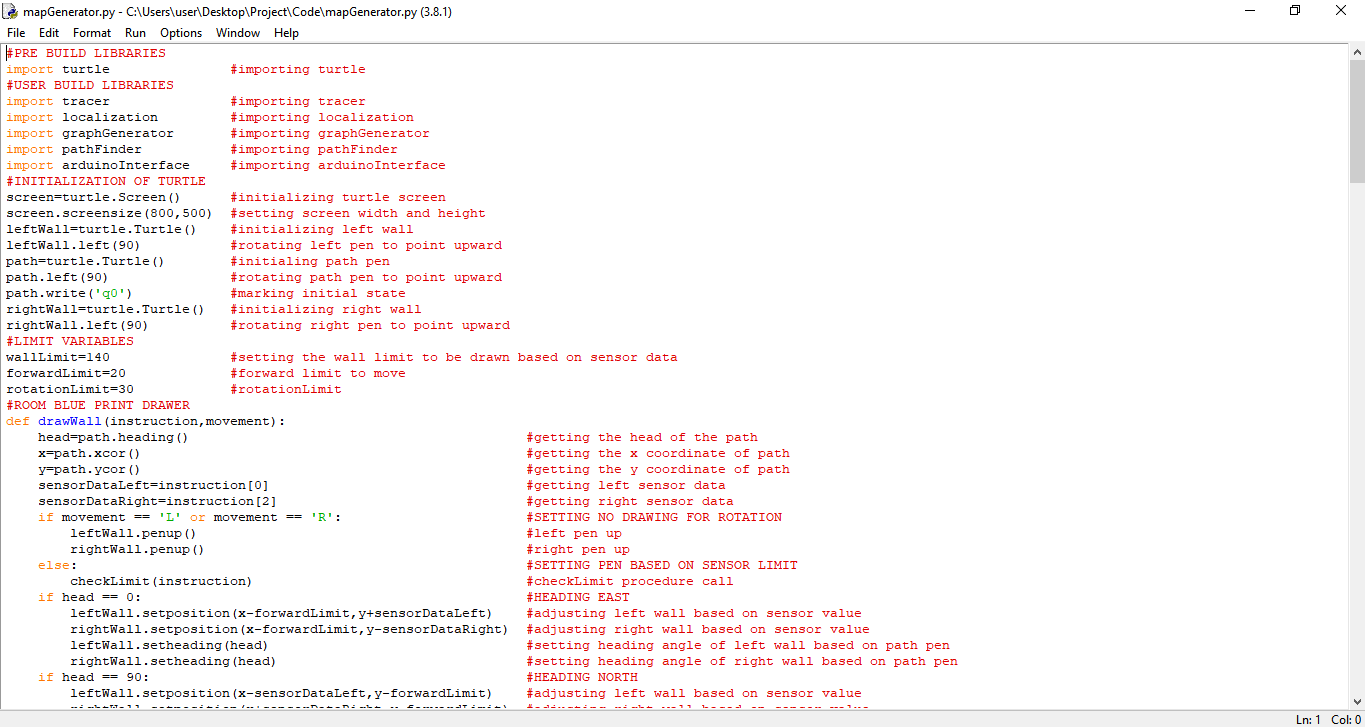 mapGenerator.py - C:\Users\user\Desktop\Project\Code\mapGenerator.py (3.8.1)
File Edit Format Run Options Window Help
#PRE BUILD LIBRARIES
import turtle #importing turtle
#USER BUILD LIBRARIES
import tracer #importing tracer
import localization #importing localization
import graphGenerator #importing graphGenerator
import pathFinder #importing pathFinder
import arduinoInterface #importing arduinoInterface
#INITIALIZATION OF TURTLE
screen=turtle.Screen() #initializing turtle screen
screen.screensize(800,500) #setting screen width and height
leftWall=turtle.Turtle() #initializing left wall
leftWall.left(90) #rotating left pen to point upward
path=turtle.Turtle() #initialing path pen
path.left(90) #rotating path pen to point upward
path.write('q0') #marking initial state
rightWall=turtle.Turtle() #initializing right wall
rightWall.left(90) #rotating right pen to point upward
#LIMIT VARIABLES
wallLimit=140 #setting the wall limit to be drawn based on sensor data
forwardLimit=20 #forward limit to move
rotationLimit=30 #rotationLimit
#ROOM BLUE PRINT DRAWER
def drawWall(instruction,movement):
    head=path.heading() #getting the head of the path
    x=path.xcor() #getting the x coordinate of path
    y=path.ycor() #getting the y coordinate of path
    sensorDataLeft=instruction[0] #getting left sensor data
    sensorDataRight=instruction[2] #getting right sensor data
    if movement == 'L' or movement == 'R': #SETTING NO DRAWING FOR ROTATION
        leftWall.penup() #left pen up
        rightWall.penup() #right pen up
    else: #SETTING PEN BASED ON SENSOR LIMIT
        checkLimit(instruction) #checkLimit procedure call
    if head == 0: #HEADING EAST
        leftWall.setposition(x-forwardLimit,y+sensorDataLeft) #adjusting left wall based on sensor value
        rightWall.setposition(x-forwardLimit,y-sensorDataRight) #adjusting right wall based on sensor value
        leftWall.setheading(head) #setting heading angle of left wall based on path pen
        rightWall.setheading(head) #setting heading angle of right wall based on path pen
    if head == 90: #HEADING NORTH
        leftWall.setposition(x-sensorDataLeft,y-forwardLimit) #adjusting left wall based on sensor value
Ln: 1 Col: 0